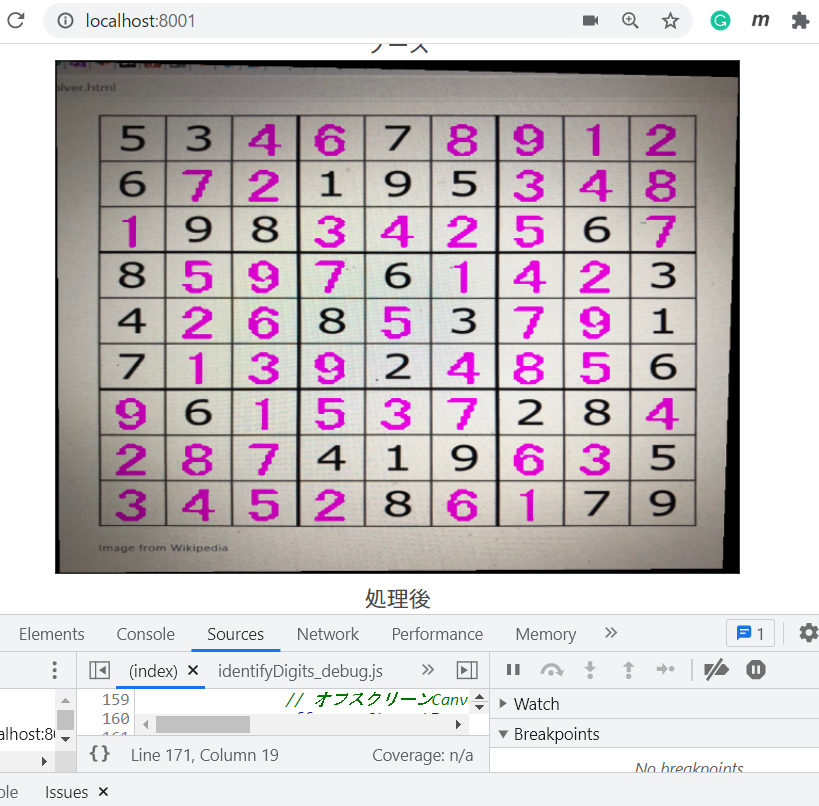 localhost:8001
ソース
olver.html
5 3 4 6 7 8 9 1 2
6 7 2 1 9 5 3 4 8
1 9 8 3 4 2 5 6 7
8 5 9 7 6 1 4 2 3
4 2 6 8 5 3 7 9 1
7 1 3 9 2 4 8 5 6
9 6 1 5 3 7 2 8 4
2 8 7 4 1 9 6 3 5
3 4 5 2 8 6 1 7 9
Image from Wikipedia
処理後
Elements Console Sources Network Performance Memory 1
(index) identifyDigits_debug.js
159 // オフスクリーンCanv
160
Watch
Breakpoints
{} Line 171, Column 19 Coverage: n/a
No breakpoints
Issues